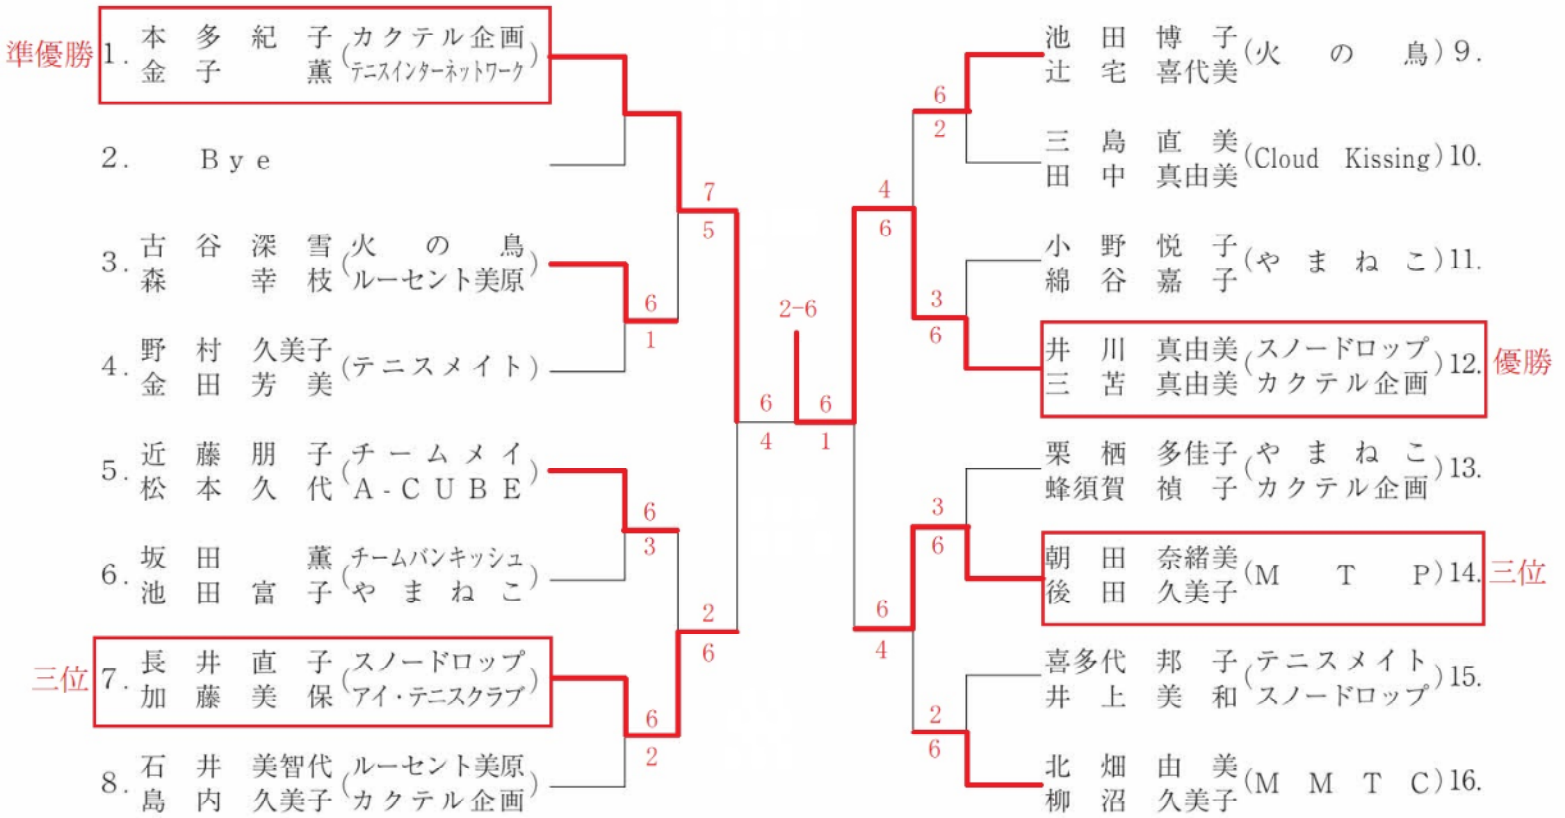 準優勝
1. 本多紀子 (カクテル企画
金子薫 テニスインターネットワーク)
2. Bye
3. 古谷深雪 (火の鳥
森幸枝 ルーセント美原)
4. 野村久美子 (テニスメイト)
金田芳美
5. 近藤朋子 (チームメイ
松本久代 A-CUBE)
6. 坂田薫 (チームバンキッシュ
池田富子 やまねこ)
三位
7. 長井直子 (スノードロップ
加藤美保 アイ・テニスクラブ)
8. 石井美智代 (ルーセント美原
島内久美子 カクテル企画)
7
5
6
1
6
3
2
6
6
2
6
4
2-6
6
1
6
2
4
6
3
6
3
6
6
4
2
6
池田博子 (火の鳥) 9.
辻宅喜代美
三島直美 (Cloud Kissing) 10.
田中真由美
小野悦子 (やまねこ) 11.
綿谷嘉子
井川真由美 (スノードロップ
三苫真由美 カクテル企画) 12.
優勝
栗栖多佳子 (やまねこ
蜂須賀禎子 カクテル企画) 13.
朝田奈緒美 (MTP) 14.
後田久美子
三位
喜多代邦子 (テニスメイト
井上美和 スノードロップ) 15.
北畑由美 (MMTC) 16.
柳沼久美子